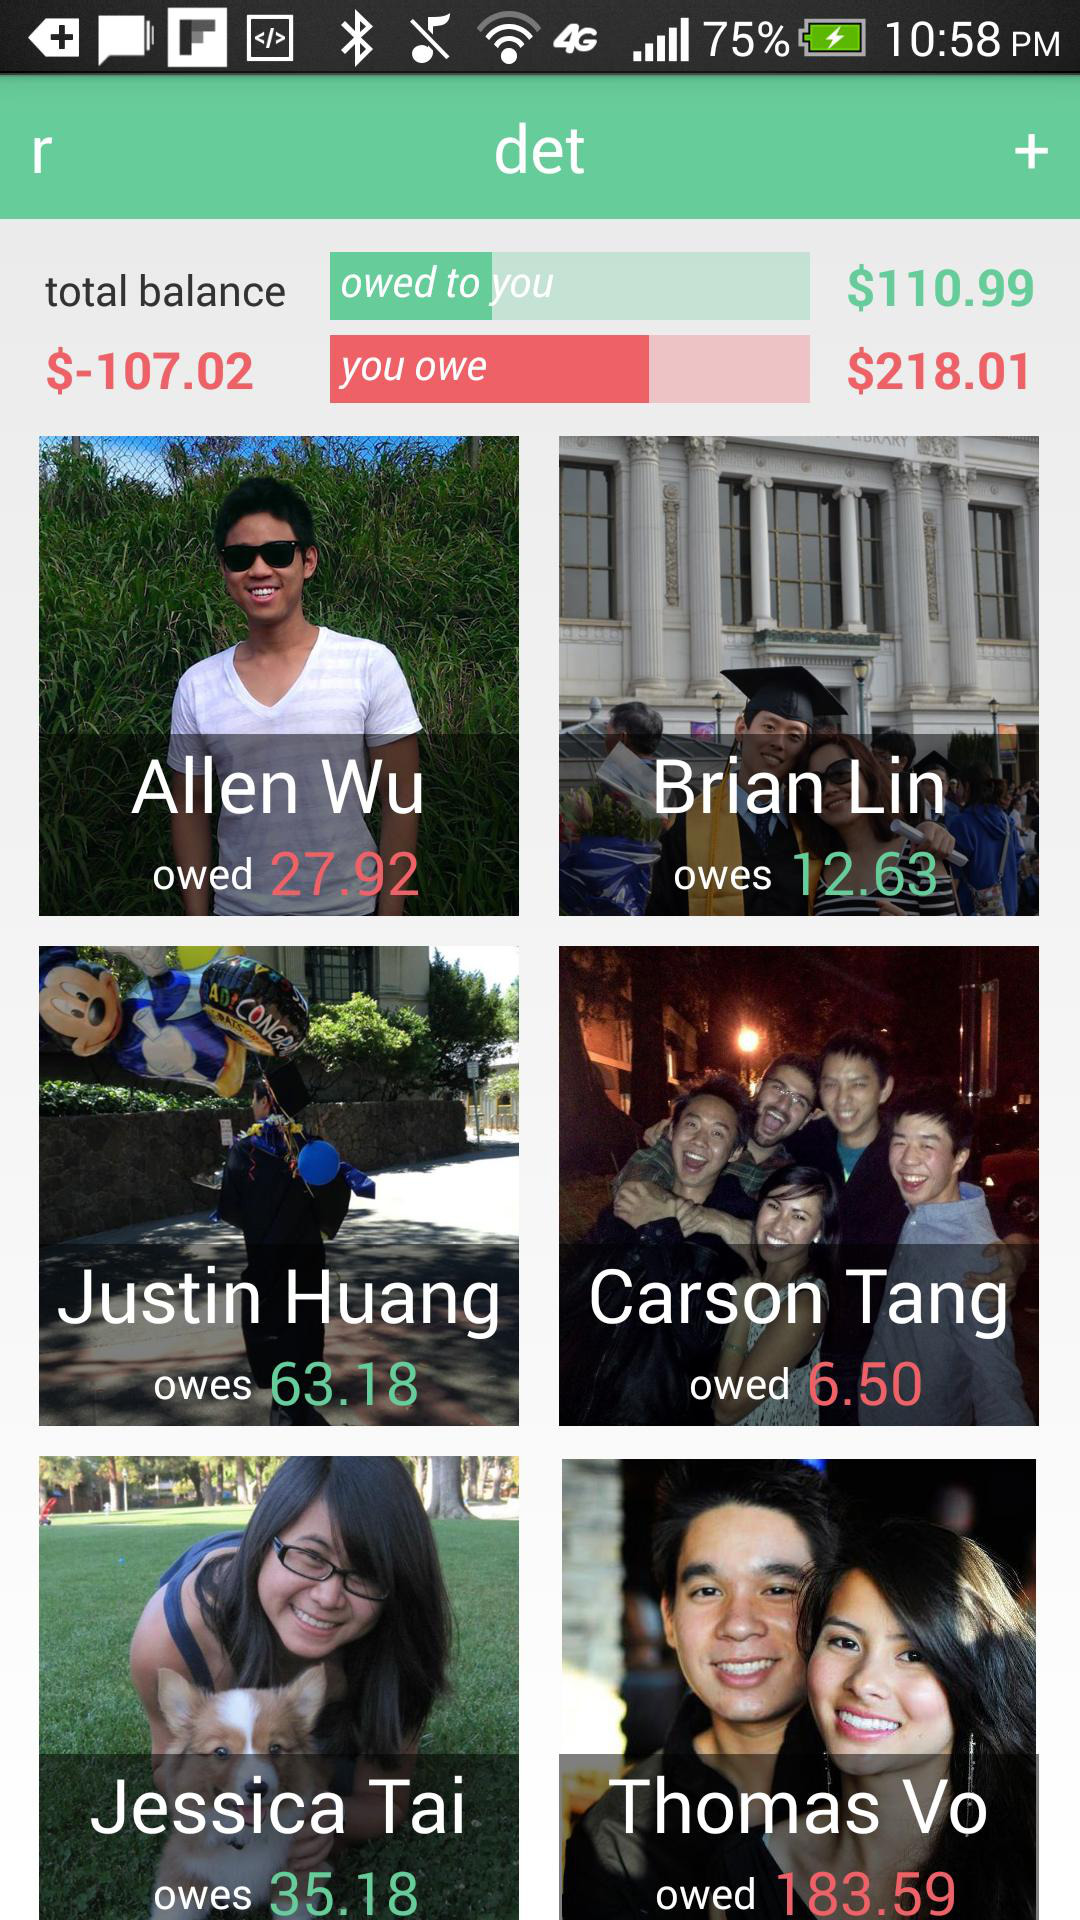 75% 10:58 PM
r det +
total balance owed to you $110.99
$-107.02 you owe $218.01
LIBRARY
Allen Wu
owed 27.92
Brian Lin
owes 12.63
CONGR
Justin Huang
owes 63.18
Carson Tang
owed 6.50
Jessica Tai
owes 35.18
Thomas Vo
owed 183.59